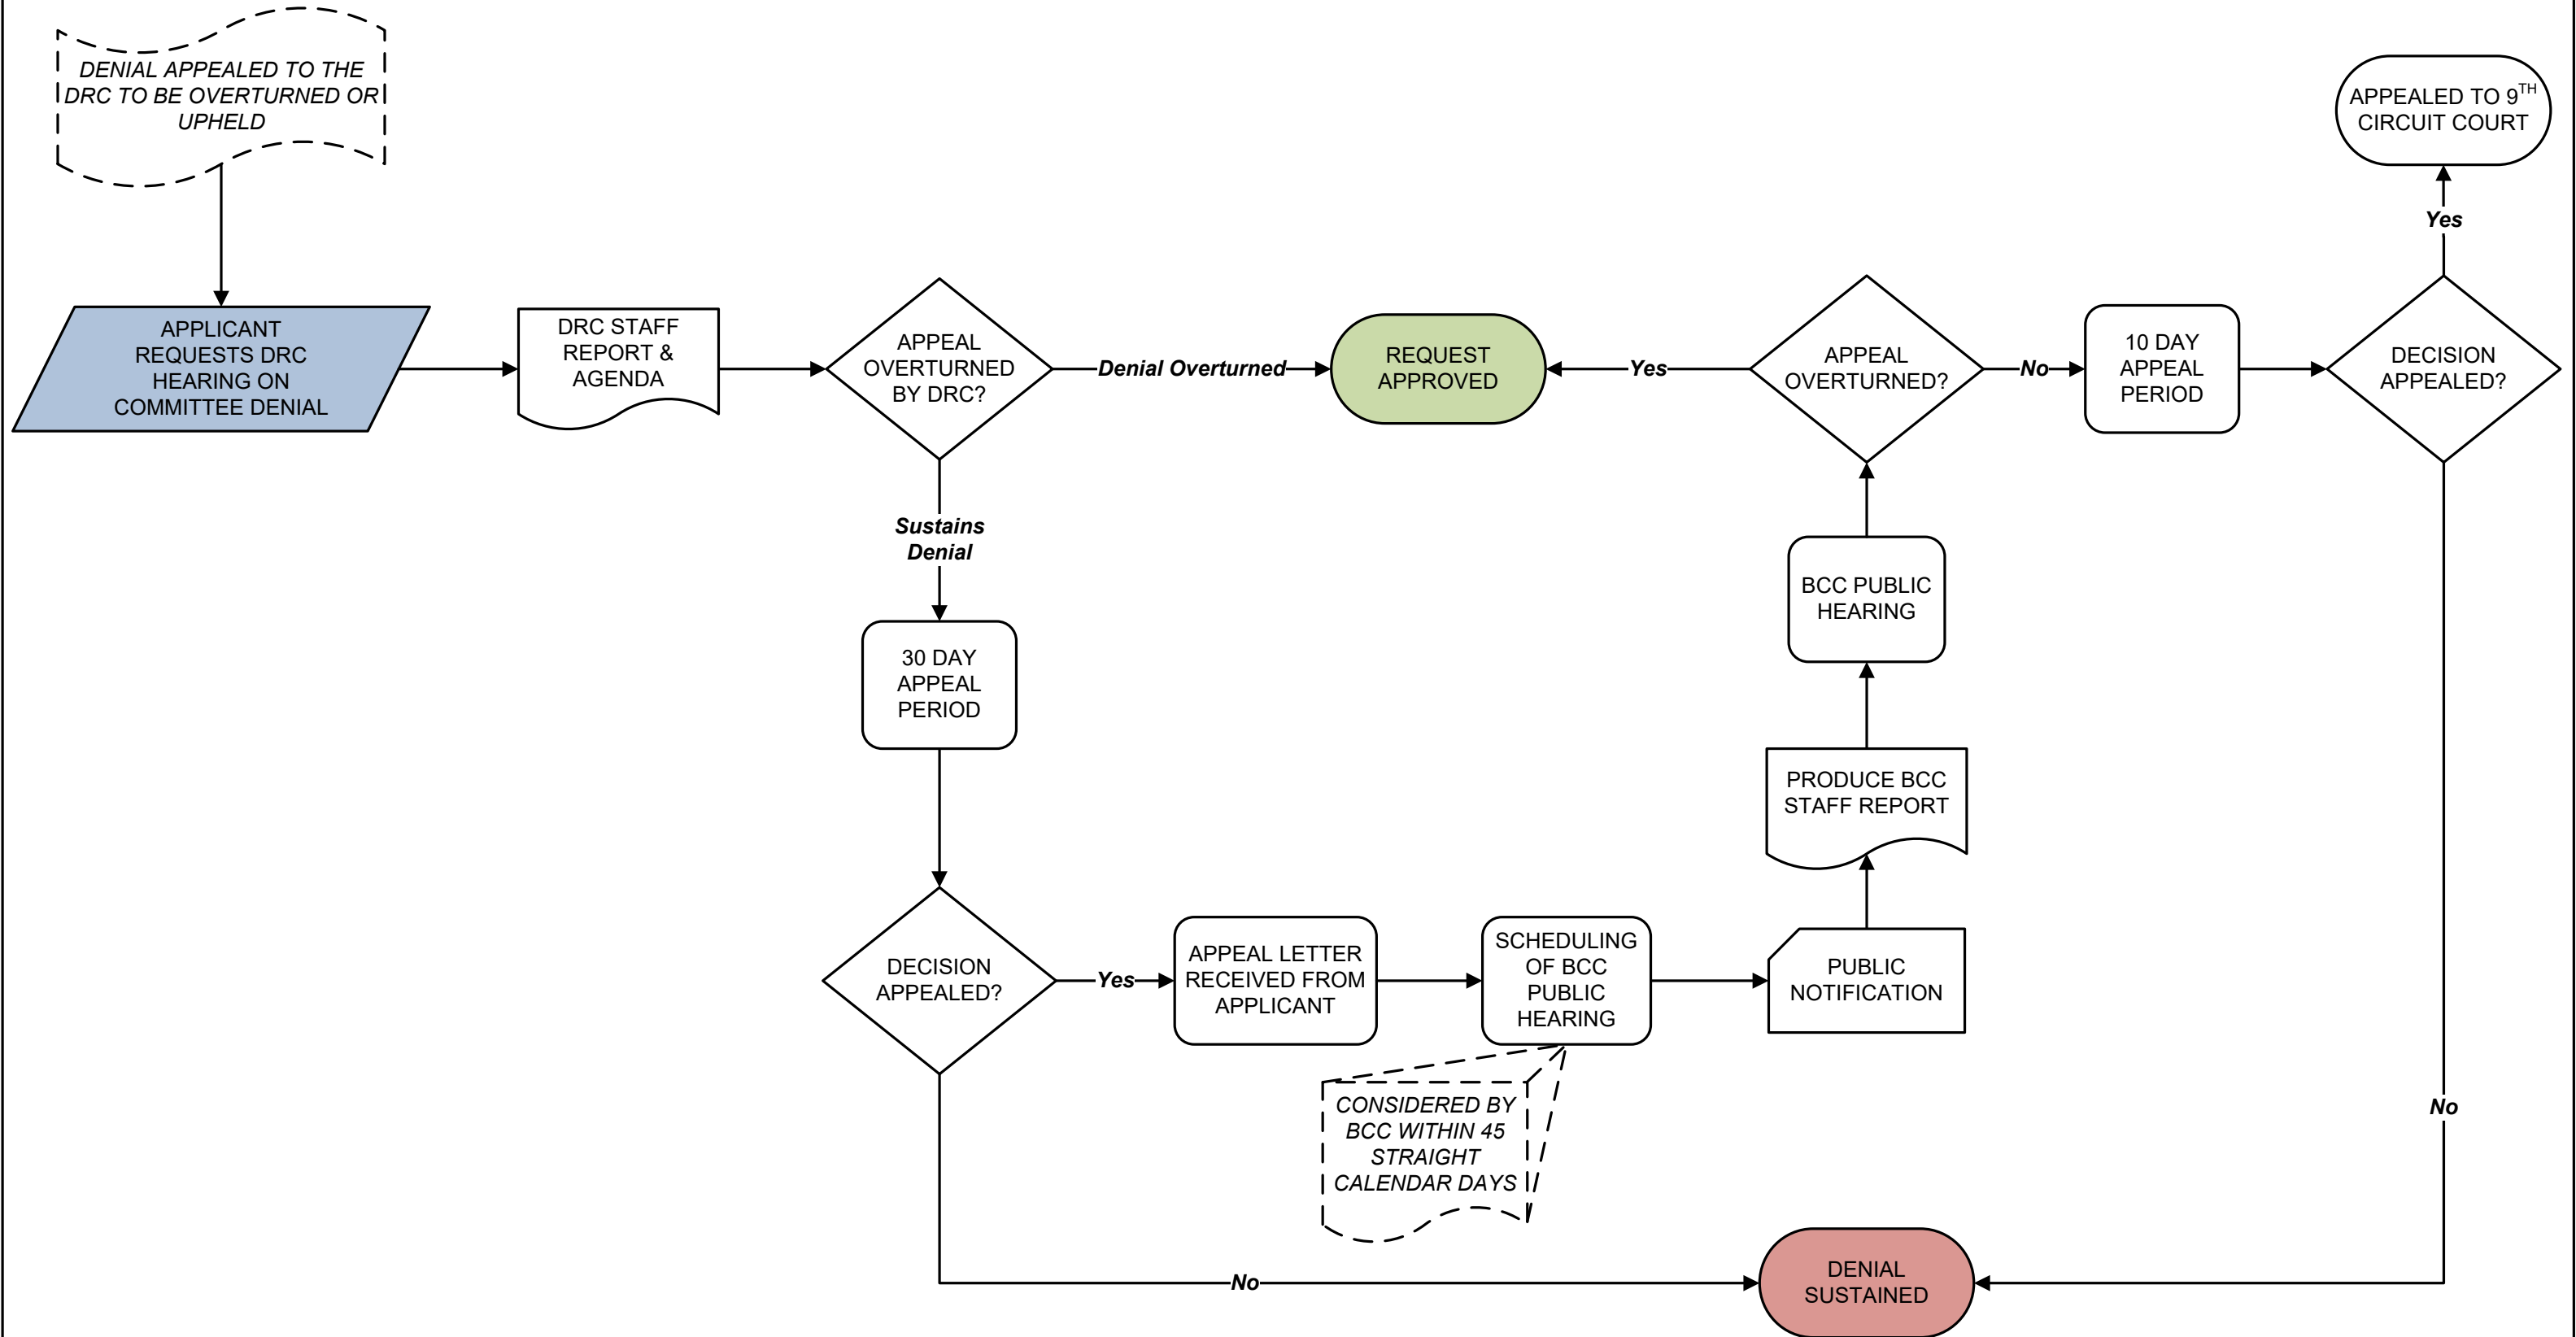 DENIAL APPEALED TO THE
DRC TO BE OVERTURNED OR
UPHELD
APPLICANT
REQUESTS DRC
HEARING ON
COMMITTEE DENIAL
DRC STAFF
REPORT &
AGENDA
APPEAL
OVERTURNED
BY DRC?
Denial Overturned
REQUEST
APPROVED
Yes
APPEAL
OVERTURNED?
No
10 DAY
APPEAL
PERIOD
DECISION
APPEALED?
Yes
APPEALED TO 9TH
CIRCUIT COURT
Sustains
Denial
30 DAY
APPEAL
PERIOD
DECISION
APPEALED?
Yes
APPEAL LETTER
RECEIVED FROM
APPLICANT
SCHEDULING
OF BCC
PUBLIC
HEARING
CONSIDERED BY
BCC WITHIN 45
STRAIGHT
CALENDAR DAYS
PUBLIC
NOTIFICATION
PRODUCE BCC
STAFF REPORT
BCC PUBLIC
HEARING
No
No
DENIAL
SUSTAINED